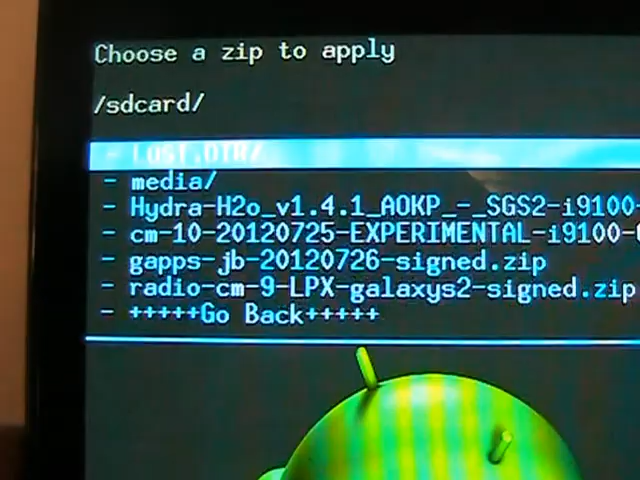 Choose a zip to apply
/sdcard/
- LOST.DIR/
- media/
- Hydra-H2o_v1.4.1_AOKP_-_SGS2-i9100-
- cm-10-20120725-EXPERIMENTAL-i9100-
- gapps-jb-20120726-signed.zip
- radio-cm-9-LPX-galaxys2-signed.zip
- +++++Go Back+++++